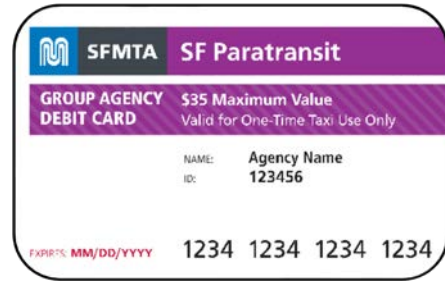 SFMTA SF Paratransit
GROUP AGENCY $35 Maximum Value
DEBIT CARD Valid for One-Time Taxi Use Only
NAME: Agency Name
ID: 123456
EXPIRES: MM/DD/YYYY 1234 1234 1234 1234